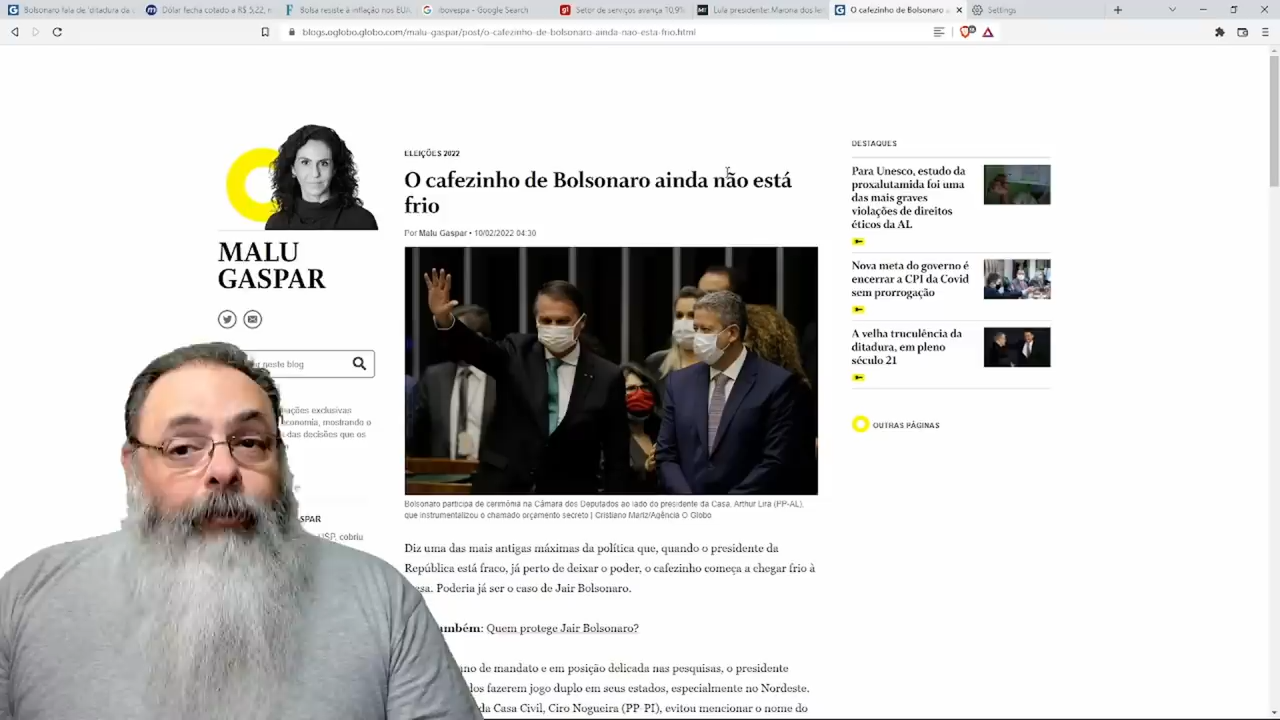 Bolsonaro fala de 'ditadura da
Dólar fecha cotado a R$ 5,22, n
Bolsa resiste à inflação nos EUA
ibovespa - Google Search
Setor de serviços avança 10,9%
Lula presidente: Marona dos lei
O cafezinho de Bolsonaro a
Settings
blogs.oglobo.globo.com/malu-gaspar/post/o-cafezinho-de-bolsonaro-ainda-nao-esta-frio.html
MALU
GASPAR
neste blog
ações exclusivas
economia, mostrando o
das decisões que os
SPAR
USP, cobriu
ELEIÇÕES 2022
O cafezinho de Bolsonaro ainda não está
frio
Por Malu Gaspar • 10/02/2022 04:30
Bolsonaro participa de cerimônia na Câmara dos Deputados ao lado do presidente da Casa, Arthur Lira (PP-AL),
que instrumentalizou o chamado orçamento secreto | Cristiano Mariz/Agência O Globo
Diz uma das mais antigas máximas da política que, quando o presidente da
República está fraco, já perto de deixar o poder, o cafezinho começa a chegar frio à
esa. Poderia já ser o caso de Jair Bolsonaro.
ambém: Quem protege Jair Bolsonaro?
no de mandato e em posição delicada nas pesquisas, o presidente
dos fazerem jogo duplo em seus estados, especialmente no Nordeste.
da Casa Civil, Ciro Nogueira (PP-PI), evitou mencionar o nome do
DESTAQUES
Para Unesco, estudo da
proxalutamida foi uma
das mais graves
violações de direitos
éticos da AL
Nova meta do governo é
encerrar a CPI da Covid
sem prorrogação
A velha truculência da
ditadura, em pleno
século 21
OUTRAS PÁGINAS